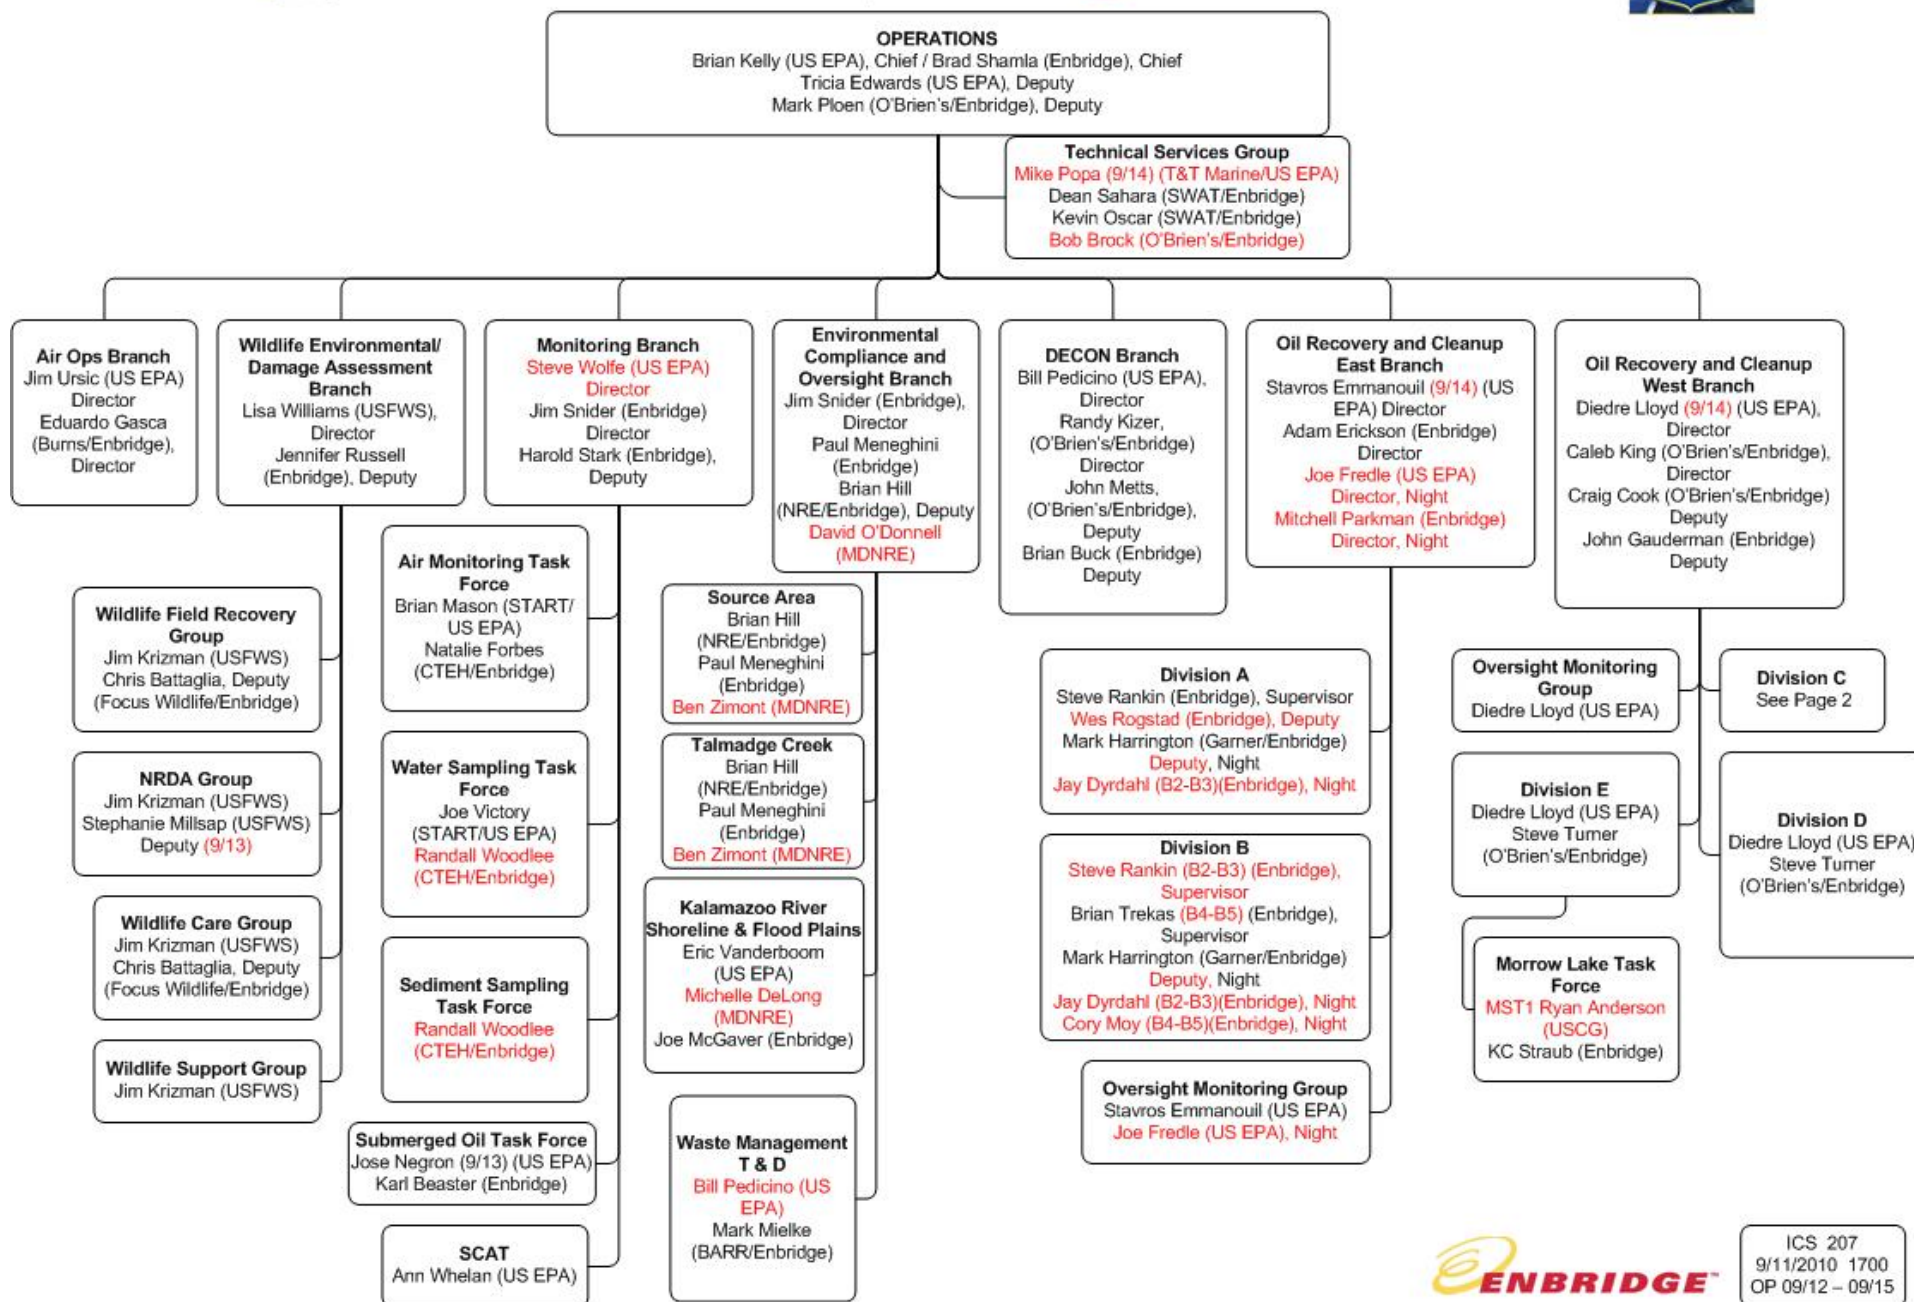 OPERATIONS
Brian Kelly (US EPA), Chief / Brad Shamla (Enbridge), Chief
Tricia Edwards (US EPA), Deputy
Mark Ploen (O'Brien's/Enbridge), Deputy
Technical Services Group
Mike Popa (9/14) (T&T Marine/US EPA)
Dean Sahara (SWAT/Enbridge)
Kevin Oscar (SWAT/Enbridge)
Bob Brock (O'Brien's/Enbridge)
Air Ops Branch
Jim Ursic (US EPA)
Director
Eduardo Gasca
(Burns/Enbridge),
Director
Wildlife Environmental/
Damage Assessment
Branch
Lisa Williams (USFWS),
Director
Jennifer Russell
(Enbridge), Deputy
Monitoring Branch
Steve Wolfe (US EPA)
Director
Jim Snider (Enbridge)
Director
Harold Stark (Enbridge),
Deputy
Environmental
Compliance and
Oversight Branch
Jim Snider (Enbridge),
Director
Paul Meneghini
(Enbridge)
Brian Hill
(NRE/Enbridge), Deputy
David O'Donnell
(MDNRE)
DECON Branch
Bill Pedicino (US EPA),
Director
Randy Kizer,
(O'Brien's/Enbridge)
Director
John Metts,
(O'Brien's/Enbridge),
Deputy
Brian Buck (Enbridge)
Deputy
Oil Recovery and Cleanup
East Branch
Stavros Emmanouil (9/14) (US
EPA) Director
Adam Erickson (Enbridge)
Director
Joe Fredle (US EPA)
Director, Night
Mitchell Parkman (Enbridge)
Director, Night
Oil Recovery and Cleanup
West Branch
Diedre Lloyd (9/14) (US EPA),
Director
Caleb King (O'Brien's/Enbridge),
Director
Craig Cook (O'Brien's/Enbridge)
Deputy
John Gauderman (Enbridge)
Deputy
Wildlife Field Recovery
Group
Jim Krizman (USFWS)
Chris Battaglia, Deputy
(Focus Wildlife/Enbridge)
NRDA Group
Jim Krizman (USFWS)
Stephanie Millsap (USFWS)
Deputy (9/13)
Wildlife Care Group
Jim Krizman (USFWS)
Chris Battaglia, Deputy
(Focus Wildlife/Enbridge)
Wildlife Support Group
Jim Krizman (USFWS)
Air Monitoring Task
Force
Brian Mason (START/
US EPA)
Natalie Forbes
(CTEH/Enbridge)
Water Sampling Task
Force
Joe Victory
(START/US EPA)
Randall Woodlee
(CTEH/Enbridge)
Sediment Sampling
Task Force
Randall Woodlee
(CTEH/Enbridge)
Submerged Oil Task Force
Jose Negron (9/13) (US EPA)
Karl Beaster (Enbridge)
SCAT
Ann Whelan (US EPA)
Source Area
Brian Hill
(NRE/Enbridge)
Paul Meneghini
(Enbridge)
Ben Zimont (MDNRE)
Talmadge Creek
Brian Hill
(NRE/Enbridge)
Paul Meneghini
(Enbridge)
Ben Zimont (MDNRE)
Kalamazoo River
Shoreline & Flood Plains
Eric Vanderboom
(US EPA)
Michelle DeLong
(MDNRE)
Joe McGaver (Enbridge)
Waste Management
T & D
Bill Pedicino (US
EPA)
Mark Mielke
(BARR/Enbridge)
Division A
Steve Rankin (Enbridge), Supervisor
Wes Rogstad (Enbridge), Deputy
Mark Harrington (Garner/Enbridge)
Deputy, Night
Jay Dyrdahl (B2-B3)(Enbridge), Night
Division B
Steve Rankin (B2-B3) (Enbridge),
Supervisor
Brian Trekas (B4-B5) (Enbridge),
Supervisor
Mark Harrington (Garner/Enbridge)
Deputy, Night
Jay Dyrdahl (B2-B3)(Enbridge), Night
Cory Moy (B4-B5)(Enbridge), Night
Oversight Monitoring Group
Stavros Emmanouil (US EPA)
Joe Fredle (US EPA), Night
Oversight Monitoring
Group
Diedre Lloyd (US EPA)
Division C
See Page 2
Division E
Diedre Lloyd (US EPA)
Steve Turner
(O'Brien's/Enbridge)
Division D
Diedre Lloyd (US EPA)
Steve Turner
(O'Brien's/Enbridge)
Morrow Lake Task
Force
MST1 Ryan Anderson
(USCG)
KC Straub (Enbridge)
ENBRIDGE™
ICS 207
9/11/2010 1700
OP 09/12 – 09/15